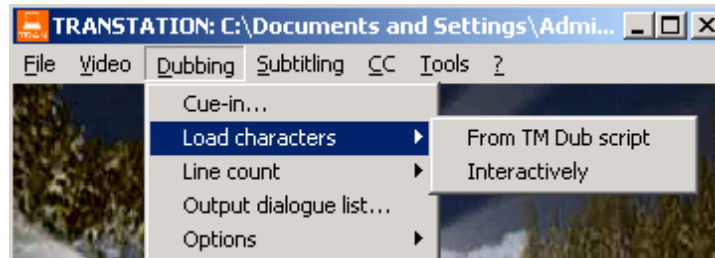 TRANSTATION: C:\Documents and Settings\Admi...
File Video Dubbing Subtitling CC Tools ?
Cue-in...
Load characters
From TM Dub script
Line count
Interactively
Output dialogue list...
Options